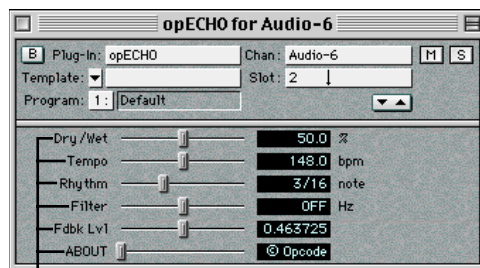 opECHO for Audio-6
B Plug-In: opECHO Chan: Audio-6 M S
Template: Slot: 2
Program: 1: Default
Dry/Wet 50.0 %
Tempo 148.0 bpm
Rhythm 3/16 note
Filter OFF Hz
Fdbk Lvl 0.463725
ABOUT © Opcode